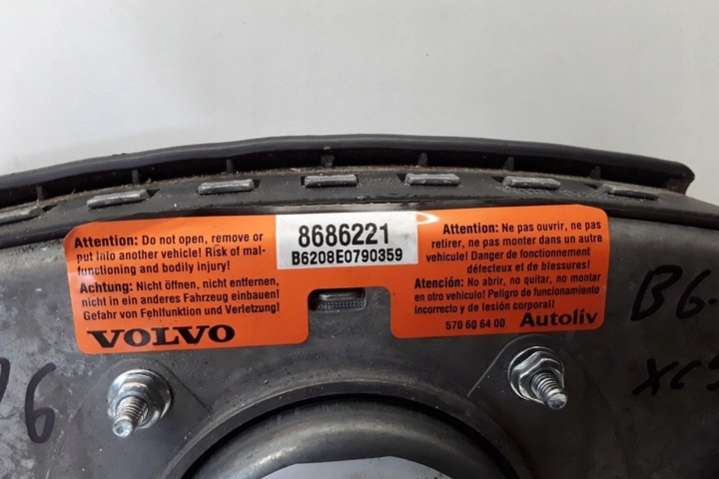 Attention: Do not open, remove or
put into another vehicle! Risk of mal-
functioning and bodily injury!
Achtung: Nicht öffnen, nicht entfernen,
nicht in ein anderes Fahrzeug einbauen!
Gefahr von Fehlfunktion und Verletzung!
VOLVO
8686221
B6208E0790359
Attention: Ne pas ouvrir, ne pas
retirer, ne pas monter dans un autre
vehicule! Danger de fonctionnement
défecteux et de blessures!
Atención: No abrir, no quitar, no montar
en otro vehiculo! Peligro de funcionamiento
incorrecto y de lesión corporal!
570 60 64 00 Autoliv
B6
XC